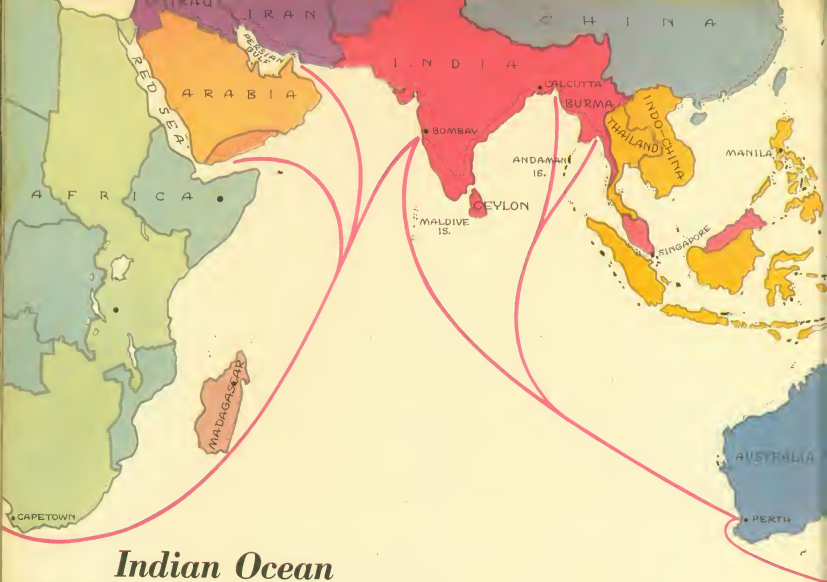 IRAQ
IRAN
CHINA
PERSIAN
GULF
INDIA
RED SEA
ARABIA
CALCUTTA
BURMA
INDO-CHINA
THAILAND
BOMBAY
MANILA
ANDAMAN
IS.
AFRICA
CEYLON
MALDIVE
IS.
SINGAPORE
MADAGASCAR
AUSTRALIA
CAPETOWN
PERTH
Indian Ocean